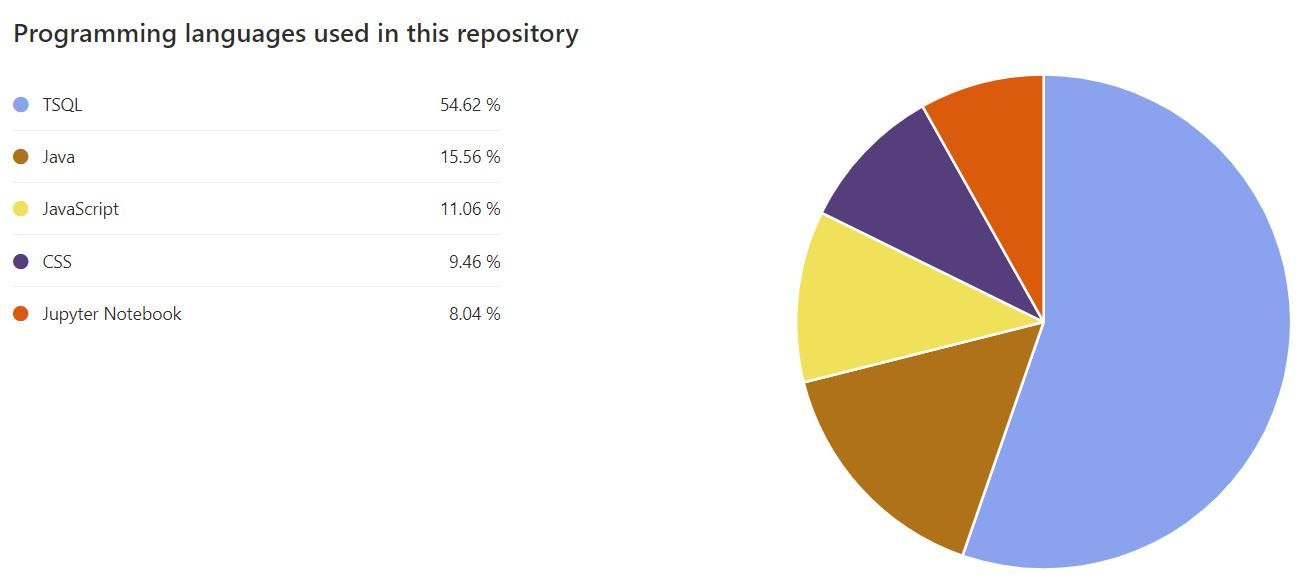 Programming languages used in this repository
TSQL 54.62 %
Java 15.56 %
JavaScript 11.06 %
CSS 9.46 %
Jupyter Notebook 8.04 %